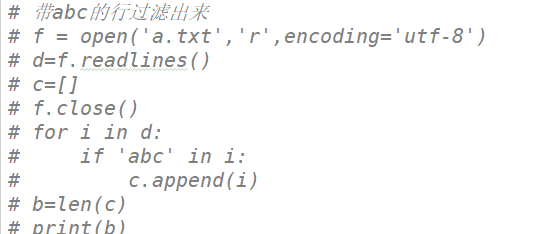 # 带abc的行过滤出来
# f = open('a.txt','r',encoding='utf-8')
# d=f.readlines()
# c=[]
# f.close()
# for i in d:
#     if 'abc' in i:
#         c.append(i)
# b=len(c)
# print(b)